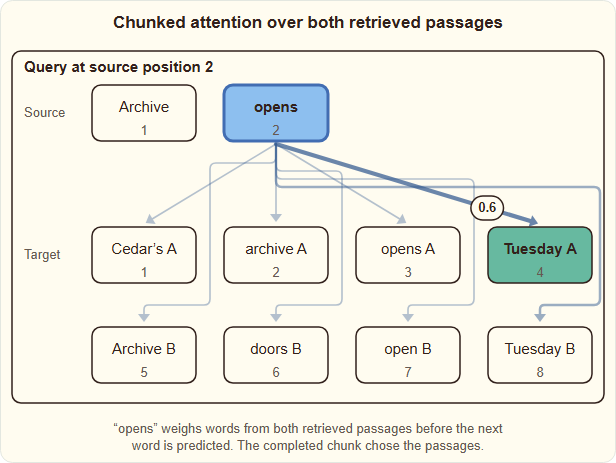 Chunked attention over both retrieved passages
Query at source position 2
Source
Archive
1
opens
2
0.6
Target
Cedar’s A
1
archive A
2
opens A
3
Tuesday A
4
Archive B
5
doors B
6
open B
7
Tuesday B
8
“opens” weighs words from both retrieved passages before the next
word is predicted. The completed chunk chose the passages.